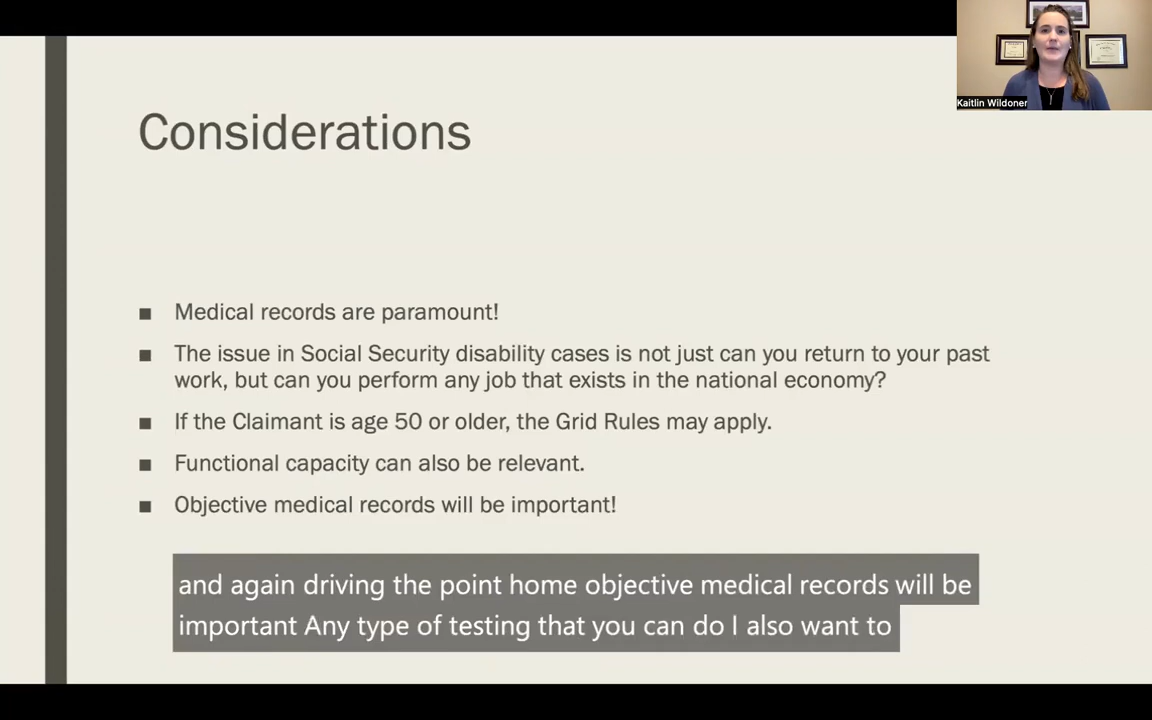 Kaitlin Wildoner
Considerations
■ Medical records are paramount!
■ The issue in Social Security disability cases is not just can you return to your past
work, but can you perform any job that exists in the national economy?
■ If the Claimant is age 50 or older, the Grid Rules may apply.
■ Functional capacity can also be relevant.
■ Objective medical records will be important!
and again driving the point home objective medical records will be
important Any type of testing that you can do I also want to